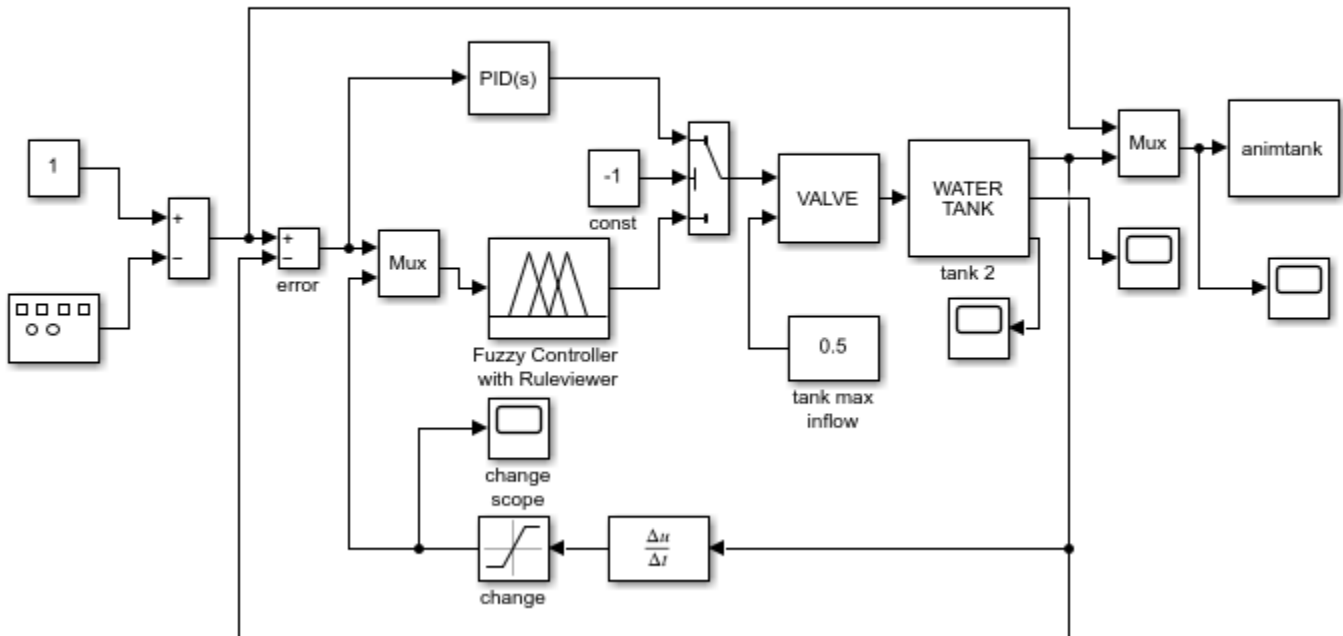 PID(s)
1
+
−
+
−
error
Mux
-1
const
VALVE
WATER
TANK
tank 2
Mux
animtank
Fuzzy Controller
with Ruleviewer
0.5
tank max
inflow
change
scope
Δu
Δt
change